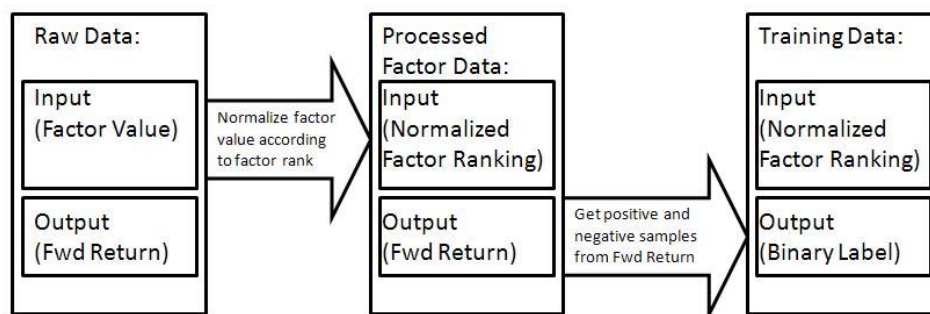 Raw Data:
Input
(Factor Value)
Output
(Fwd Return)
Normalize factor
value according
to factor rank
Processed
Factor Data:
Input
(Normalized
Factor Ranking)
Output
(Fwd Return)
Get positive and
negative samples
from Fwd Return
Training Data:
Input
(Normalized
Factor Ranking)
Output
(Binary Label)